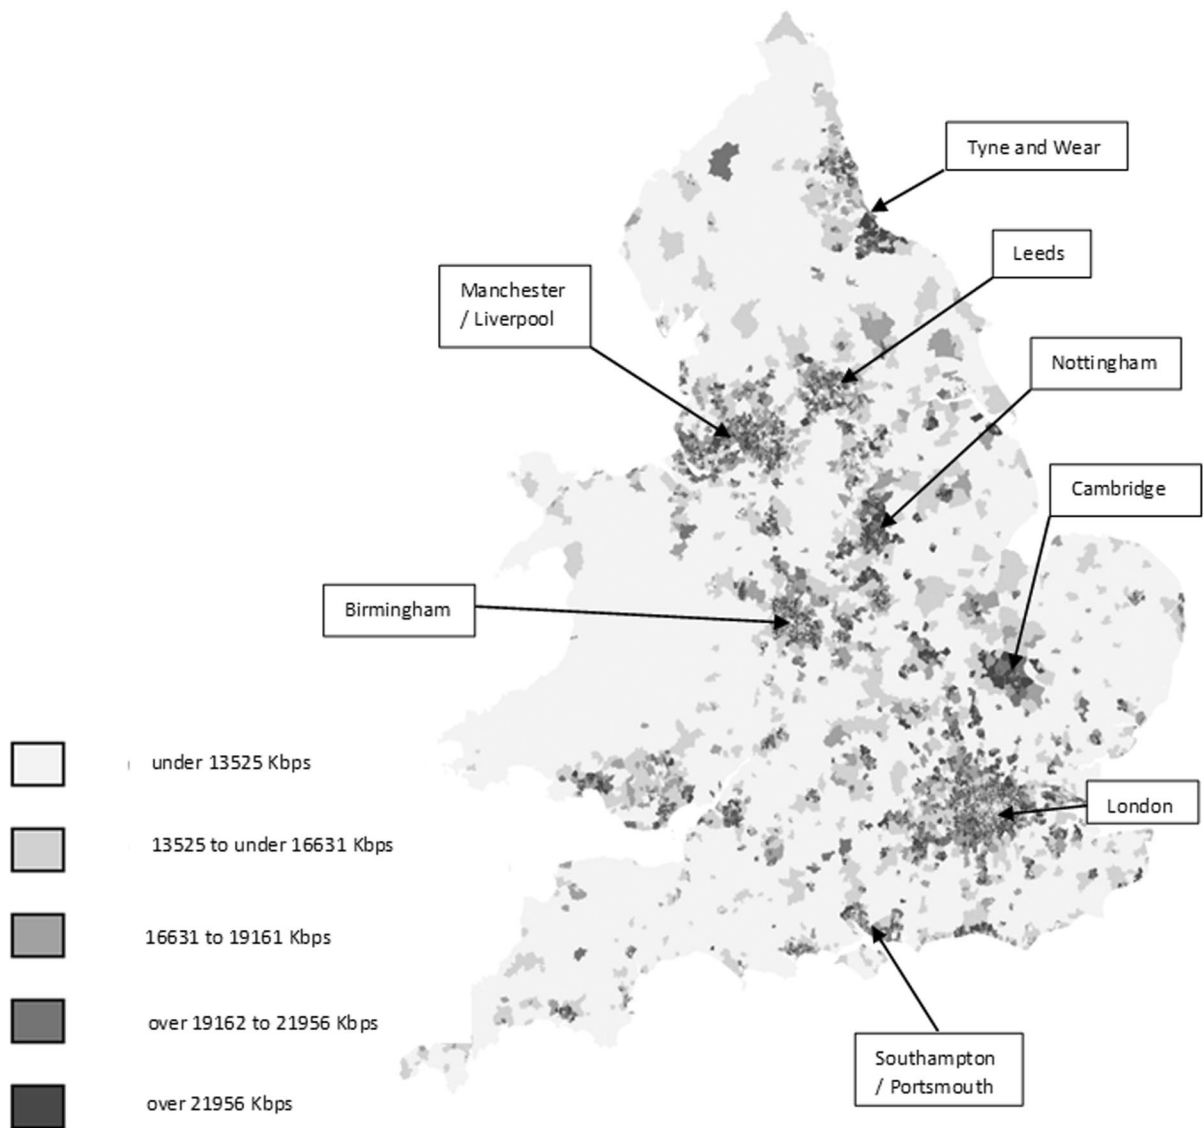 Tyne and Wear
Leeds
Manchester
/ Liverpool
Nottingham
Cambridge
Birmingham
under 13525 Kbps
London
13525 to under 16631 Kbps
16631 to 19161 Kbps
over 19162 to 21956 Kbps
Southampton
/ Portsmouth
over 21956 Kbps